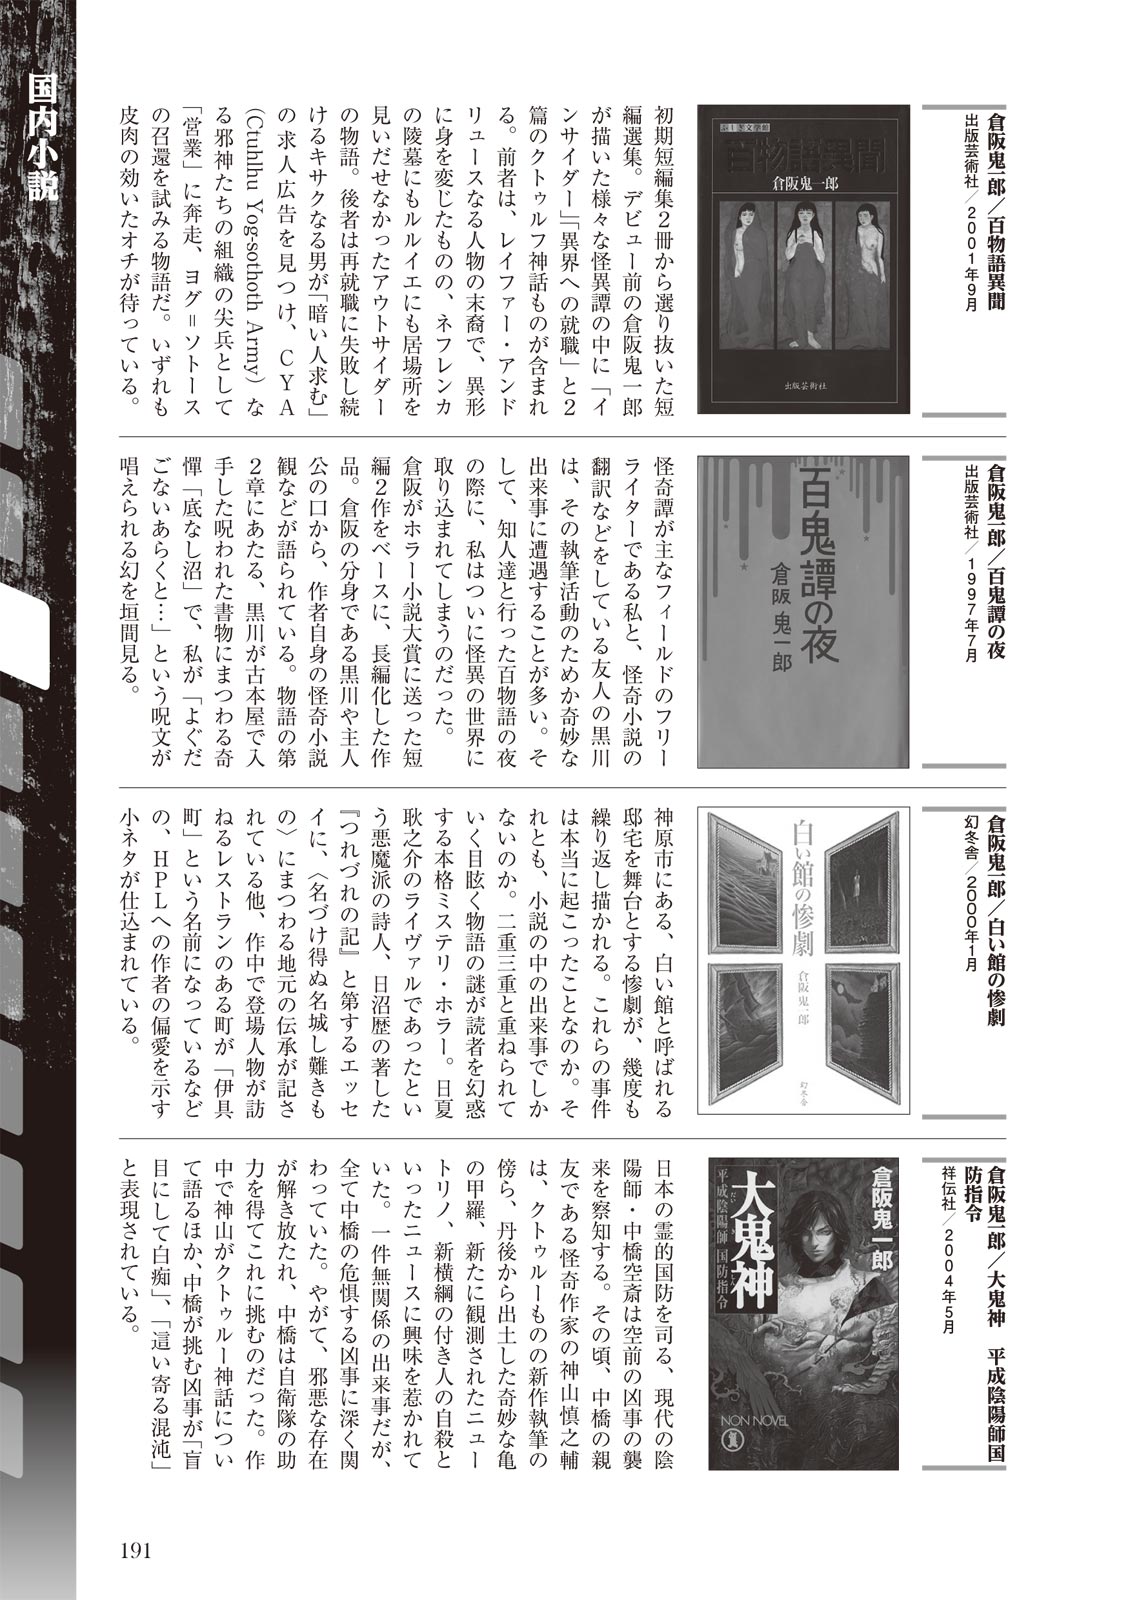 国内小説
倉阪鬼一郎／百物語異聞
出版芸術社／2001年9月
ふしぎ文学館
百物語異聞
倉阪鬼一郎
出版芸術社
初期短編集２冊から選り抜いた短
編選集。デビュー前の倉阪鬼一郎
が描いた様々な怪異譚の中に「イ
ンサイダー」「異界への就職」と２
篇のクトゥルフ神話ものが含まれ
る。前者は、レイファー・アンド
リュースなる人物の末裔で、異形
に身を変じたものの、ネフレンカ
の陵墓にもルルイエにも居場所を
見いだせなかったアウトサイダー
の物語。後者は再就職に失敗し続
けるキサクなる男が「暗い人求む」
の求人広告を見つけ、ＣＹＡ
(Ctuhlhu Yog-sothoth Army）な
る邪神たちの組織の尖兵として
「営業」に奔走、ヨグ＝ソトース
の召還を試みる物語だ。いずれも
皮肉の効いたオチが待っている。
倉阪鬼一郎／百鬼譚の夜
出版芸術社／1997年7月
百鬼譚の夜
倉阪鬼一郎
怪奇譚が主なフィールドのフリー
ライターである私と、怪奇小説の
翻訳などをしている友人の黒川
は、その執筆活動のためか奇妙な
出来事に遭遇することが多い。そ
して、知人達と行った百物語の夜
の際に、私はついに怪異の世界に
取り込まれてしまうのだった。
倉阪がホラー小説大賞に送った短
編２作をベースに、長編化した作
品。倉阪の分身である黒川や主人
公の口から、作者自身の怪奇小説
観などが語られている。物語の第
２章にあたる、黒川が古本屋で入
手した呪われた書物にまつわる奇
憚「底なし沼」で、私が「よぐだ
ごないあらくと…」という呪文が
唱えられる幻を垣間見る。
倉阪鬼一郎／白い館の惨劇
幻冬舎／2000年1月
白い館の惨劇
倉阪鬼一郎
幻冬舎
神原市にある、白い館と呼ばれる
邸宅を舞台とする惨劇が、幾度も
繰り返し描かれる。これらの事件
は本当に起こったことなのか。そ
れとも、小説の中の出来事でしか
ないのか。二重三重と重ねられて
いく目眩く物語の謎が読者を幻惑
する本格ミステリ・ホラー。日夏
耿之介のライヴァルであったとい
う悪魔派の詩人、日沼歴の著した
『つれづれの記』と第するエッセ
イに、〈名づけ得ぬ名城し難きも
の〉にまつわる地元の伝承が記さ
れている他、作中で登場人物が訪
ねるレストランのある町が「伊具
町」という名前になっているなど
の、ＨＰＬへの作者の偏愛を示す
小ネタが仕込まれている。
倉阪鬼一郎／大鬼神　平成陰陽師国
防指令
祥伝社／2004年5月
倉阪鬼一郎
大鬼神
平成陰陽師 国防指令
NON NOVEL
日本の霊的国防を司る、現代の陰
陽師・中橋空斎は空前の凶事の襲
来を察知する。その頃、中橋の親
友である怪奇作家の神山慎之輔
は、クトゥルーものの新作執筆の
傍ら、丹後から出土した奇妙な亀
の甲羅、新たに観測されたニュー
トリノ、新横綱の付き人の自殺と
いったニュースに興味を惹かれて
いた。一件無関係の出来事だが、
全て中橋の危惧する凶事に深く関
わっていた。やがて、邪悪な存在
が解き放たれ、中橋は自衛隊の助
力を得てこれに挑むのだった。作
中で神山がクトゥルー神話につい
て語るほか、中橋が挑む凶事が「盲
目にして白痴」、「這い寄る混沌」
と表現されている。
191